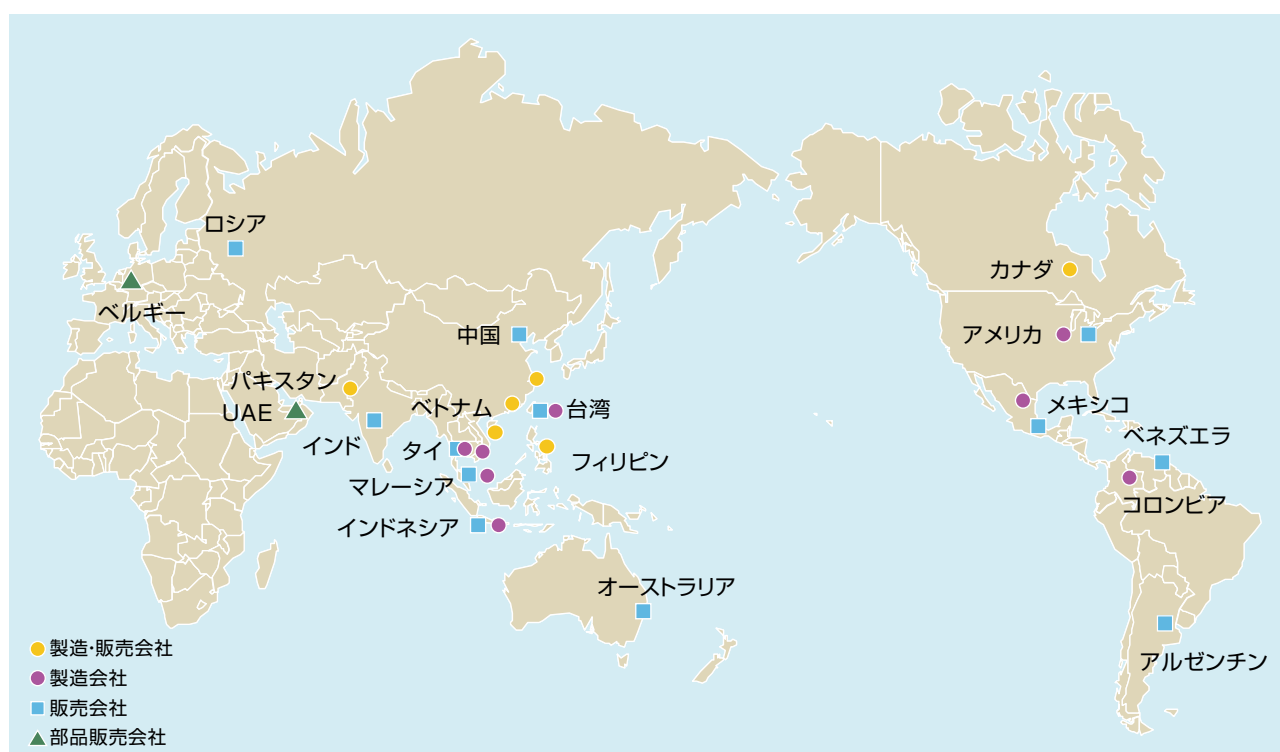 ロシア
ベルギー
中国
パキスタン
UAE
インド
ベトナム
台湾
タイ
フィリピン
マレーシア
インドネシア
オーストラリア
カナダ
アメリカ
メキシコ
ベネズエラ
コロンビア
アルゼンチン
製造・販売会社
製造会社
販売会社
部品販売会社